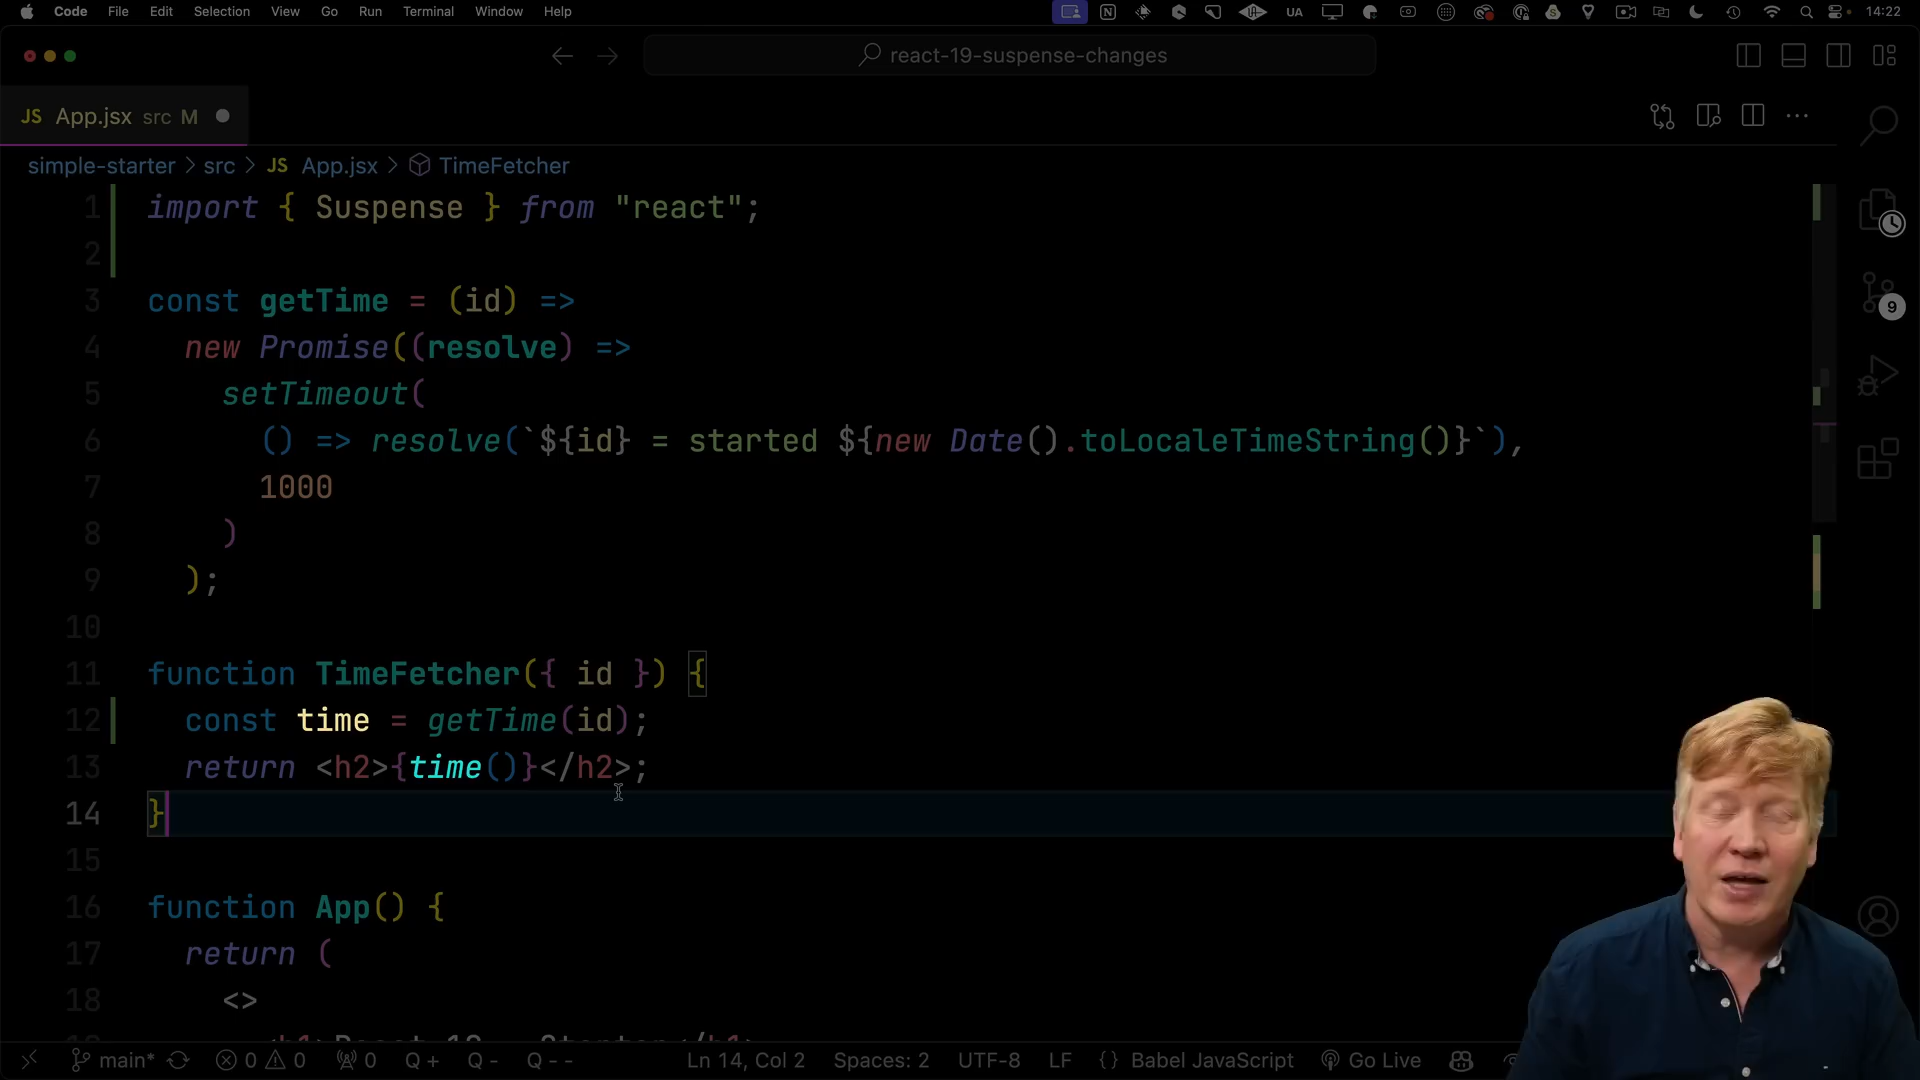 Code File Edit Selection View Go Run Terminal Window Help UA 14:22
react-19-suspense-changes
JS App.jsx src M
simple-starter > src > JS App.jsx > TimeFetcher
1 import { Suspense } from "react";
2
3 const getTime = (id) =>
4 new Promise((resolve) =>
5 setTimeout(
6 () => resolve(`${id} = started ${new Date().toLocaleTimeString()}`),
7 1000
8 )
9 );
10
11 function TimeFetcher({ id }) {
12 const time = getTime(id);
13 return <h2>{time()}</h2>;
14 }
15
16 function App() {
17 return (
18 <>
9
main* 0 0 0 Q + Q - Q - - Ln 14, Col 2 Spaces: 2 UTF-8 LF {} Babel JavaScript Go Live